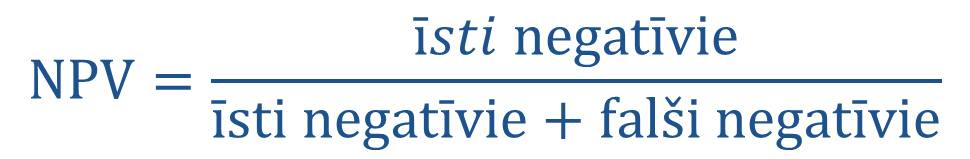 īsti negatīvie
NPV =
īsti negatīvie + falši negatīvie